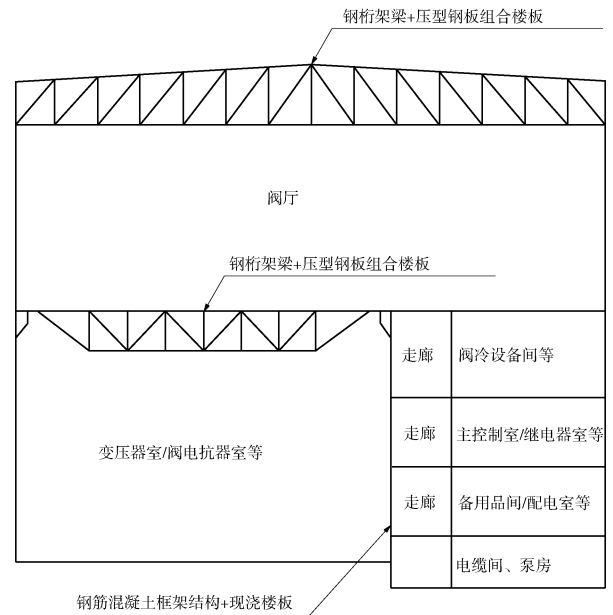 钢桁架梁+压型钢板组合楼板
阀厅
钢桁架梁+压型钢板组合楼板
走廊
阀冷设备间等
走廊
主控制室/继电器室等
变压器室/阀电抗器室等
走廊
备用品间/配电室等
电缆间、泵房
钢筋混凝土框架结构+现浇楼板